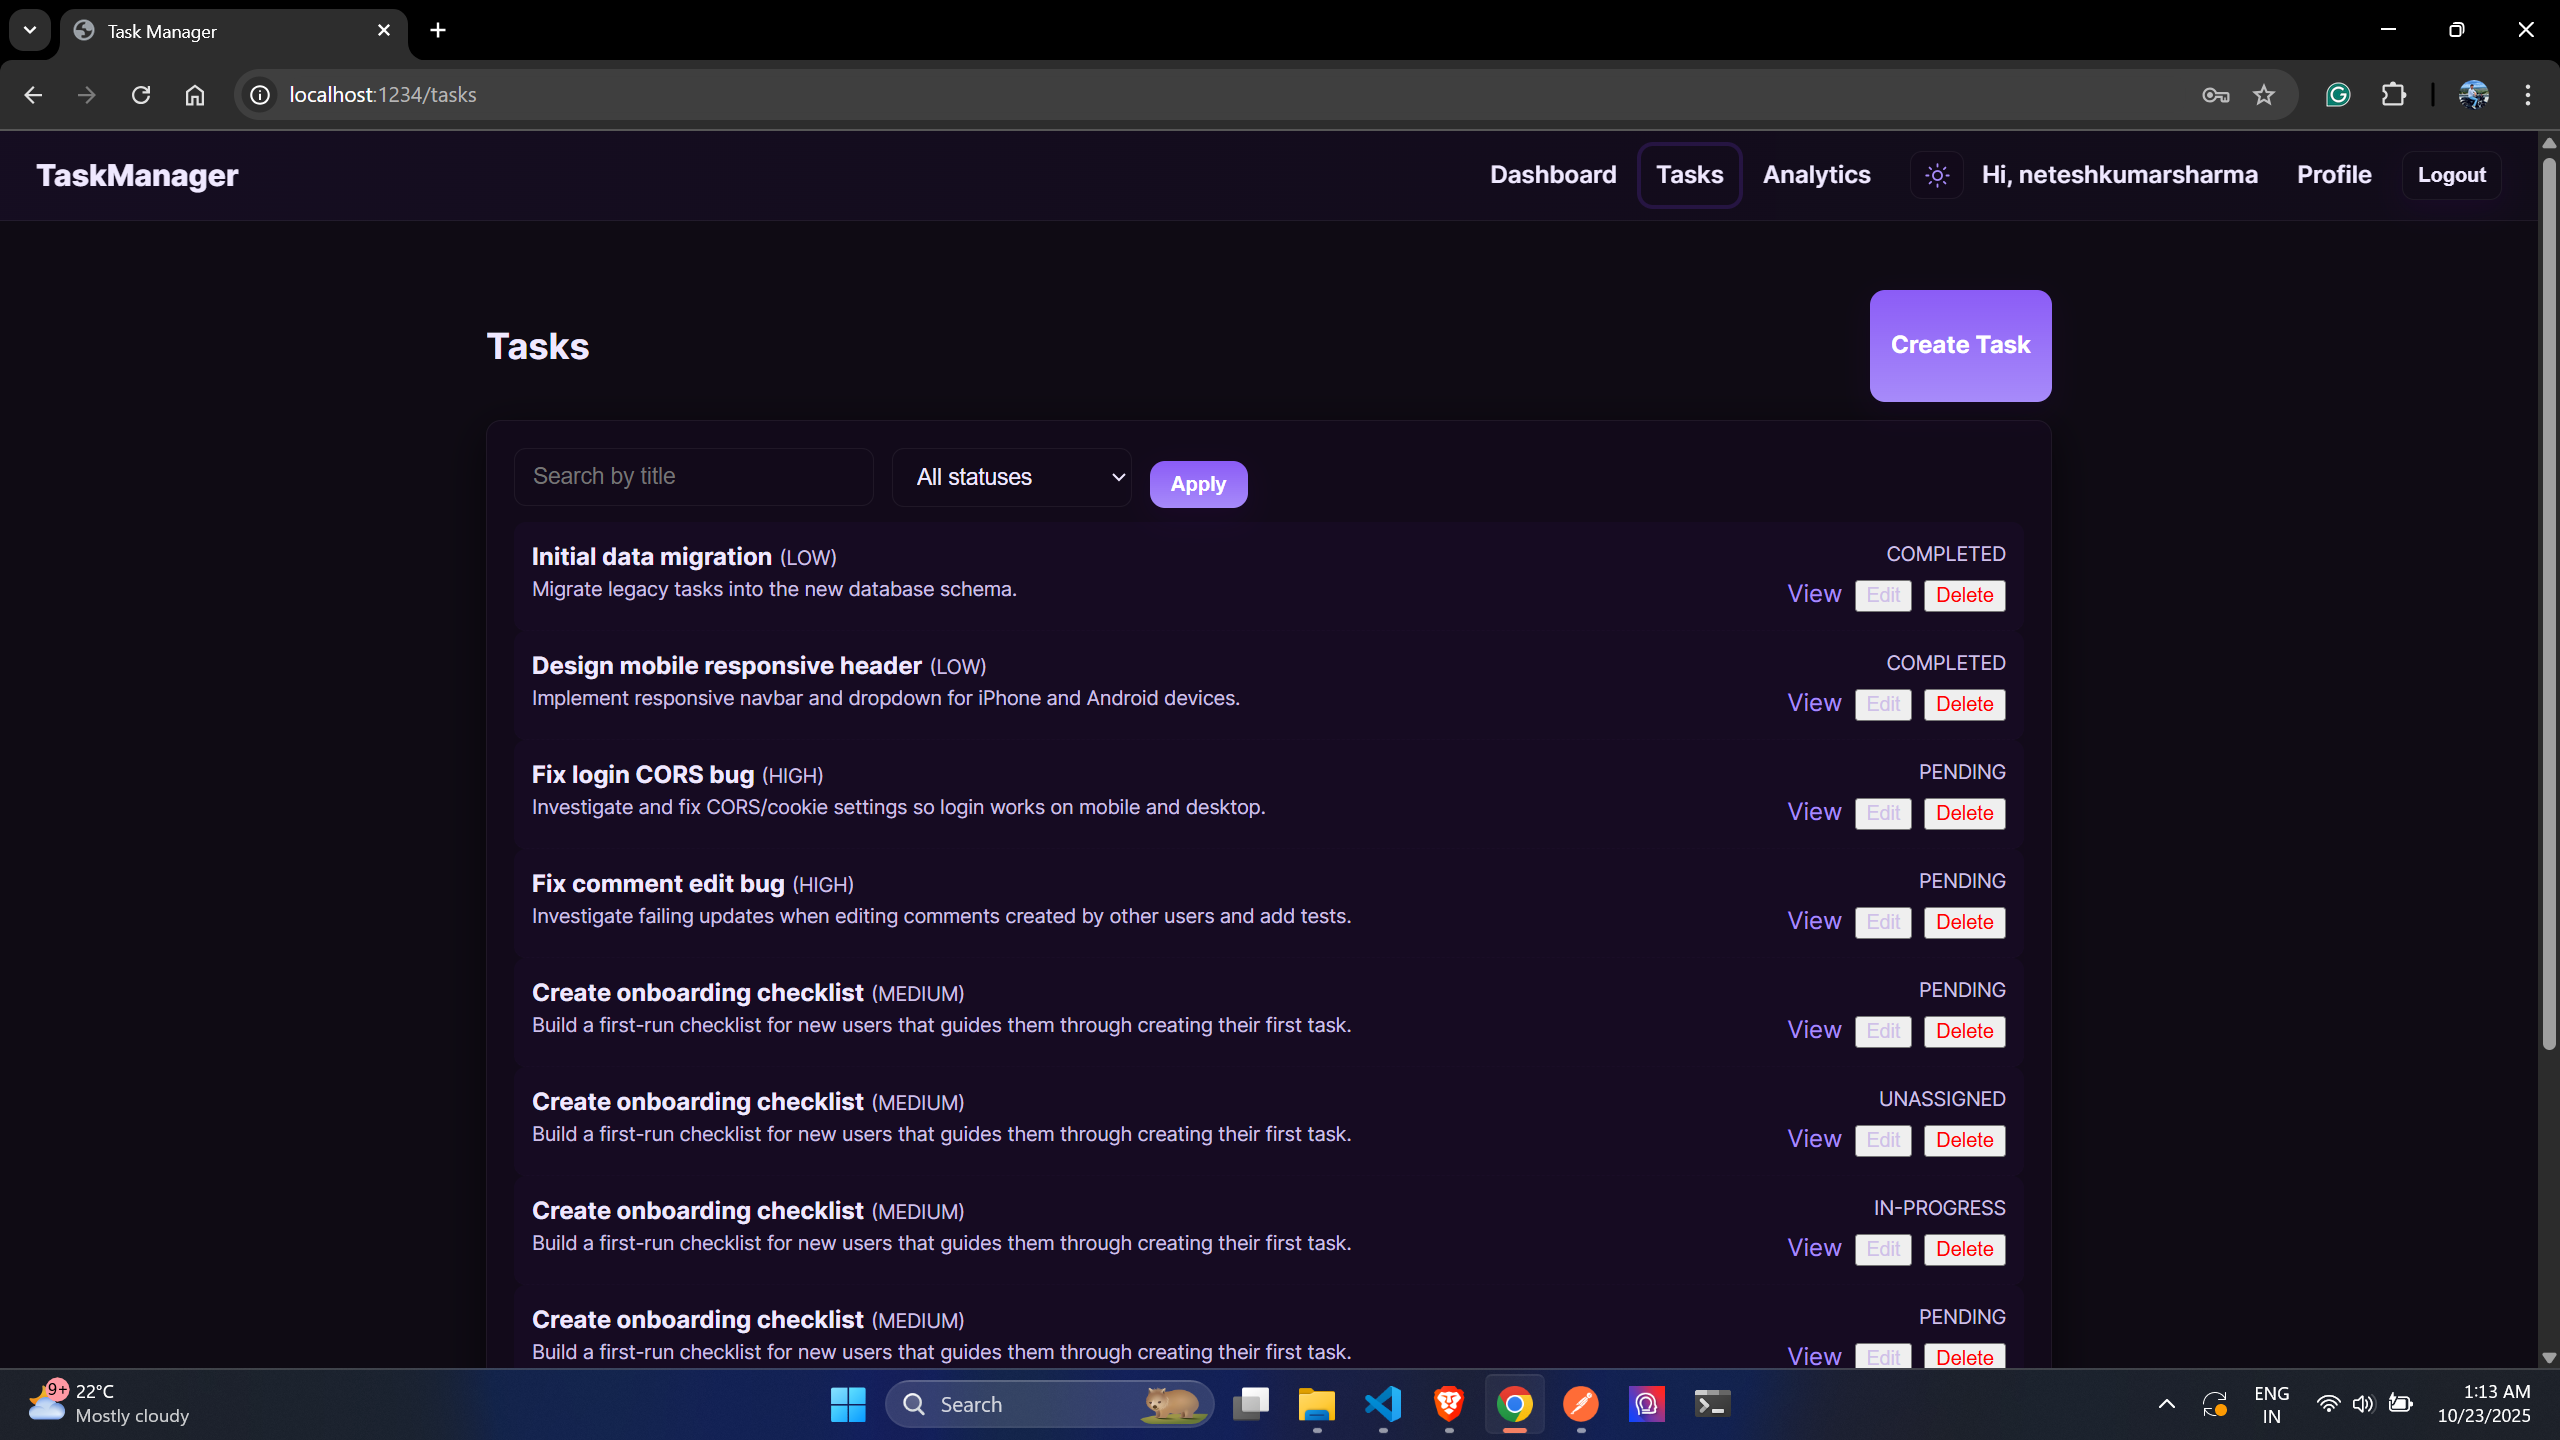 Task Manager
localhost:1234/tasks
TaskManager
Dashboard Tasks Analytics Hi, neteshkumarsharma Profile Logout
Tasks
Create Task
Search by title All statuses Apply
Initial data migration (LOW) COMPLETED
Migrate legacy tasks into the new database schema. View Edit Delete
Design mobile responsive header (LOW) COMPLETED
Implement responsive navbar and dropdown for iPhone and Android devices. View Edit Delete
Fix login CORS bug (HIGH) PENDING
Investigate and fix CORS/cookie settings so login works on mobile and desktop. View Edit Delete
Fix comment edit bug (HIGH) PENDING
Investigate failing updates when editing comments created by other users and add tests. View Edit Delete
Create onboarding checklist (MEDIUM) PENDING
Build a first-run checklist for new users that guides them through creating their first task. View Edit Delete
Create onboarding checklist (MEDIUM) UNASSIGNED
Build a first-run checklist for new users that guides them through creating their first task. View Edit Delete
Create onboarding checklist (MEDIUM) IN-PROGRESS
Build a first-run checklist for new users that guides them through creating their first task. View Edit Delete
Create onboarding checklist (MEDIUM) PENDING
Build a first-run checklist for new users that guides them through creating their first task. View Edit Delete
9+ 22°C
Mostly cloudy
Search
ENG
IN
1:13 AM
10/23/2025